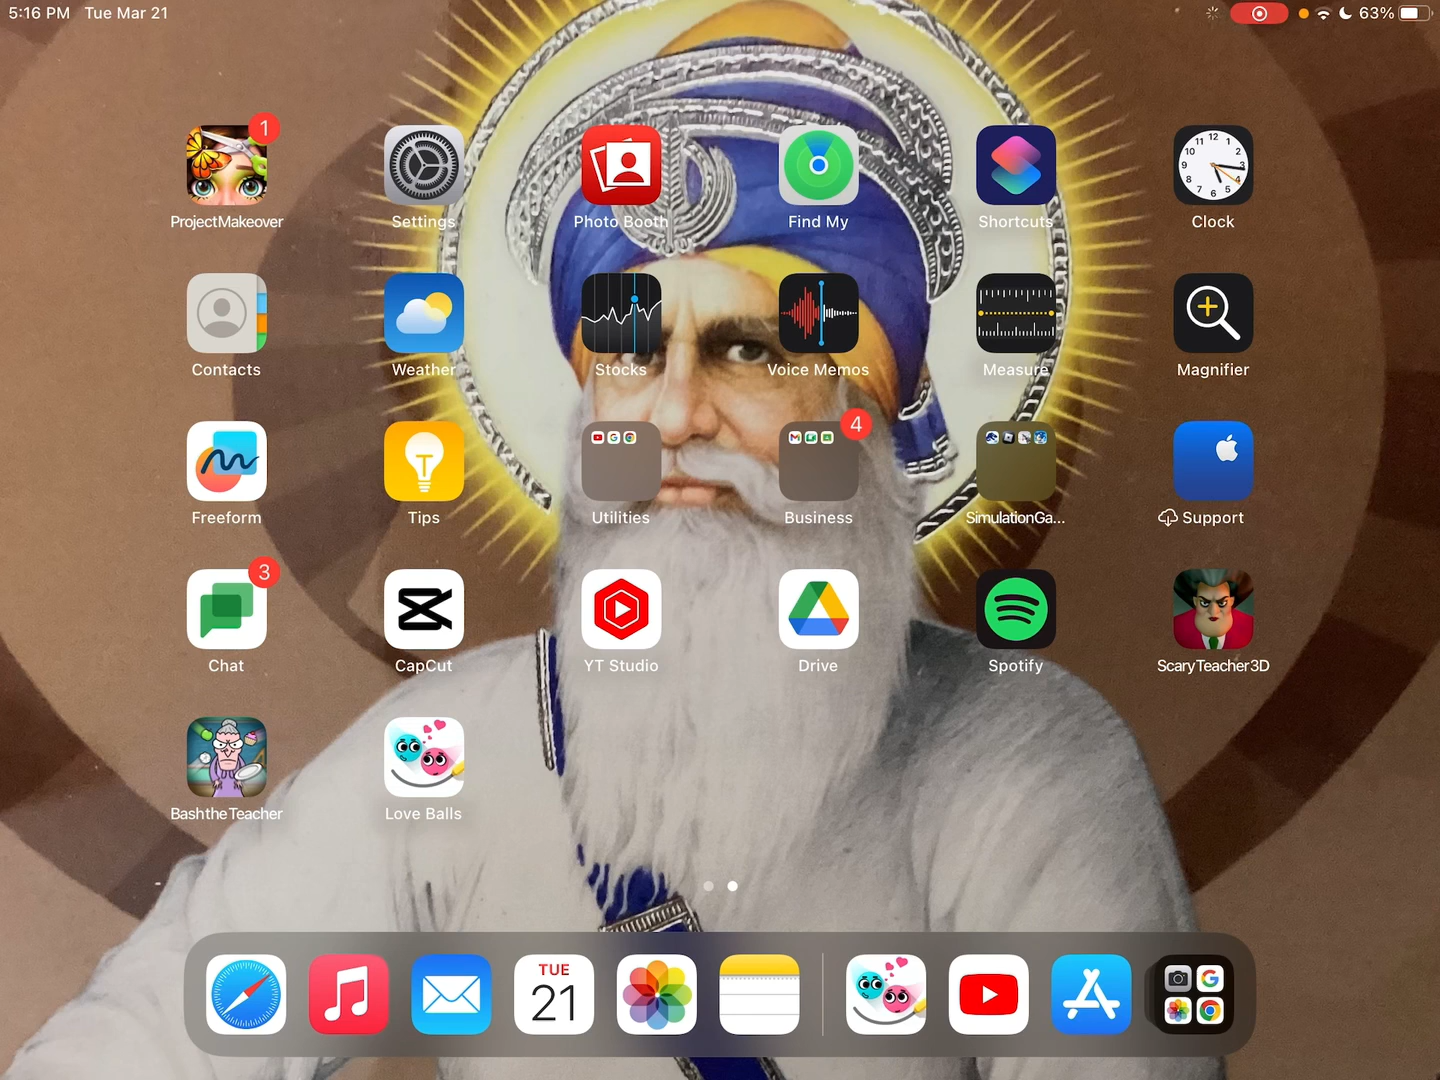 5:16 PM Tue Mar 21
63%
1
ProjectMakeover
Settings
Photo Booth
Find My
Shortcuts
Clock
Contacts
Weather
Stocks
Voice Memos
Measure
Magnifier
4
Freeform
Tips
Utilities
Business
SimulationGa...
Support
3
Chat
CapCut
YT Studio
Drive
Spotify
ScaryTeacher3D
BashtheTeacher
Love Balls
TUE
21